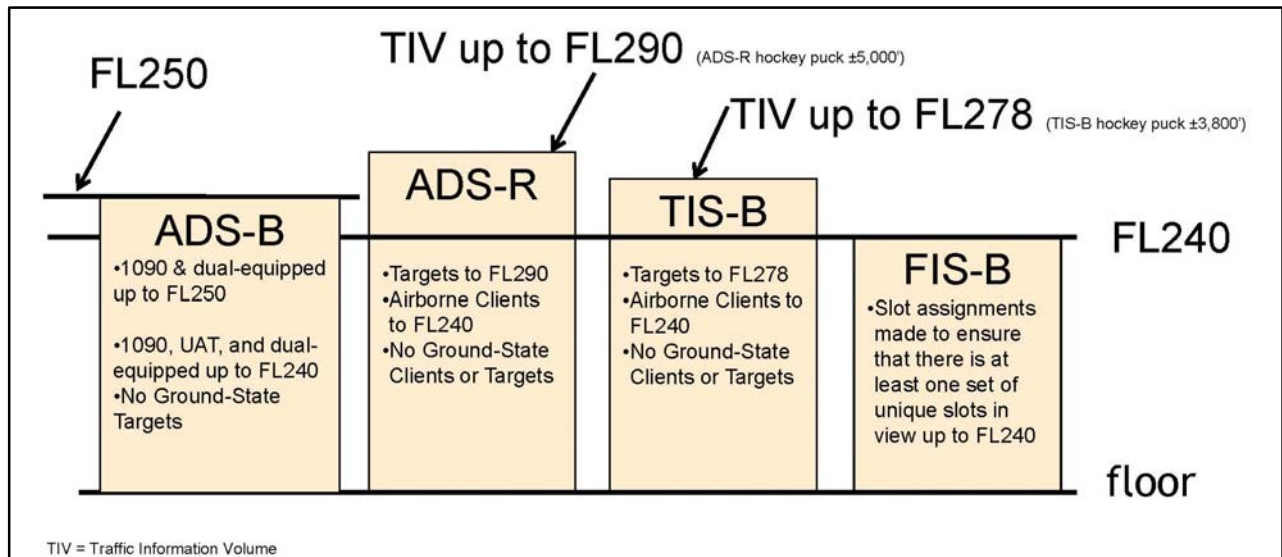 FL250
TIV up to FL290 (ADS-R hockey puck ±5,000')
TIV up to FL278 (TIS-B hockey puck ±3,800')
ADS-B
•1090 & dual-equipped
up to FL250
•1090, UAT, and dual-
equipped up to FL240
•No Ground-State
Targets
ADS-R
•Targets to FL290
•Airborne Clients
to FL240
•No Ground-State
Clients or Targets
TIS-B
•Targets to FL278
•Airborne Clients to
FL240
•No Ground-State
Clients or Targets
FL240
FIS-B
•Slot assignments
made to ensure
that there is at
least one set of
unique slots in
view up to FL240
floor
TIV = Traffic Information Volume